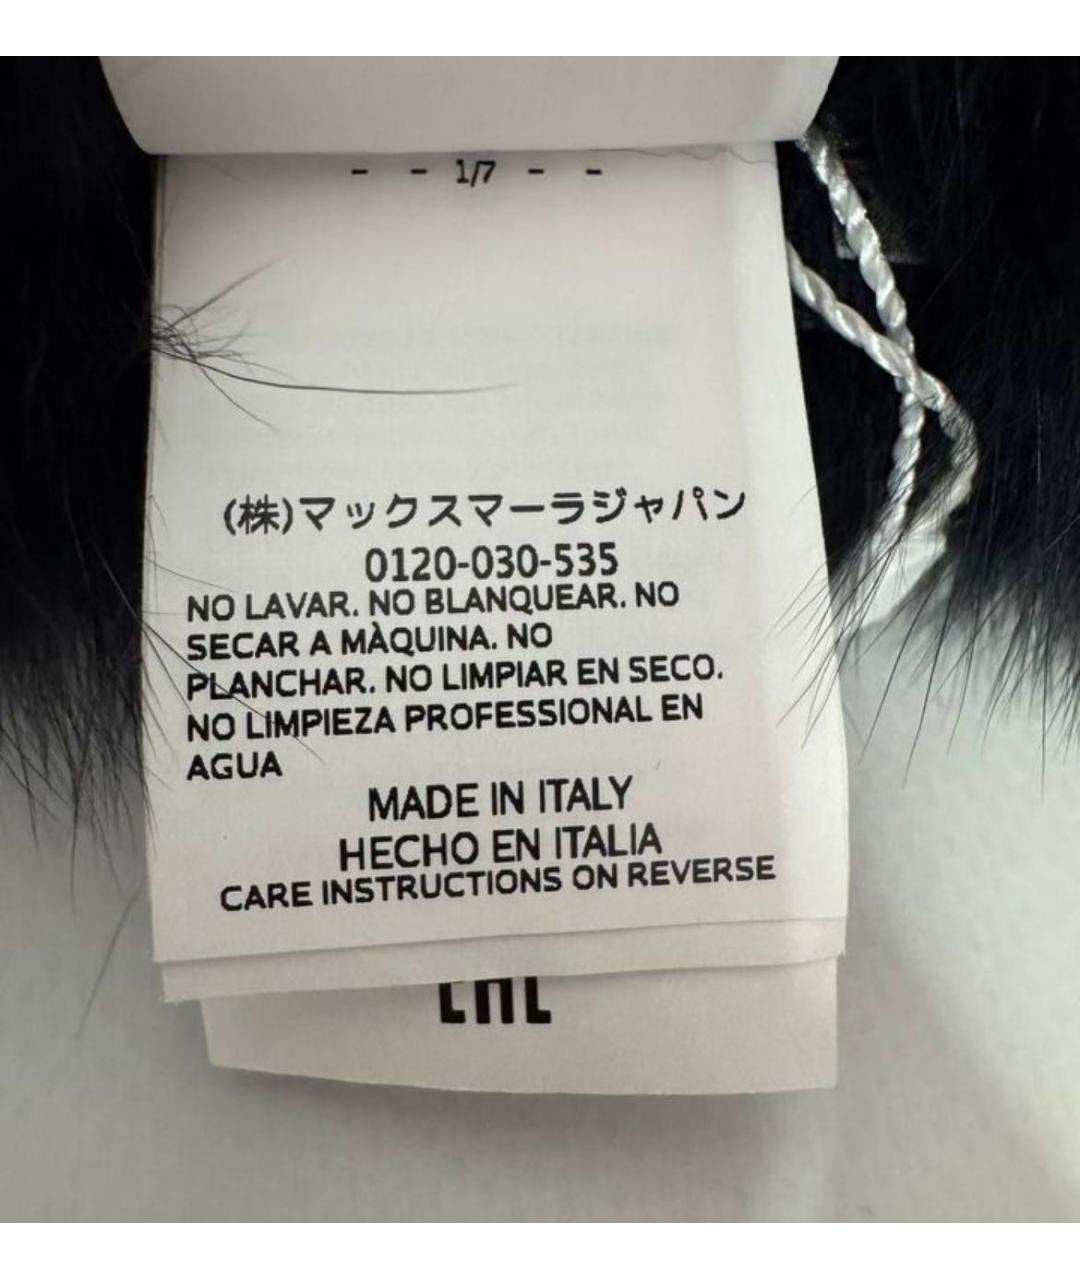 - - 1/7 - -
(株)マックスマーラジャパン
0120-030-535
NO LAVAR. NO BLANQUEAR. NO
SECAR A MÀQUINA. NO
PLANCHAR. NO LIMPIAR EN SECO.
NO LIMPIEZA PROFESSIONAL EN
AGUA
MADE IN ITALY
HECHO EN ITALIA
CARE INSTRUCTIONS ON REVERSE